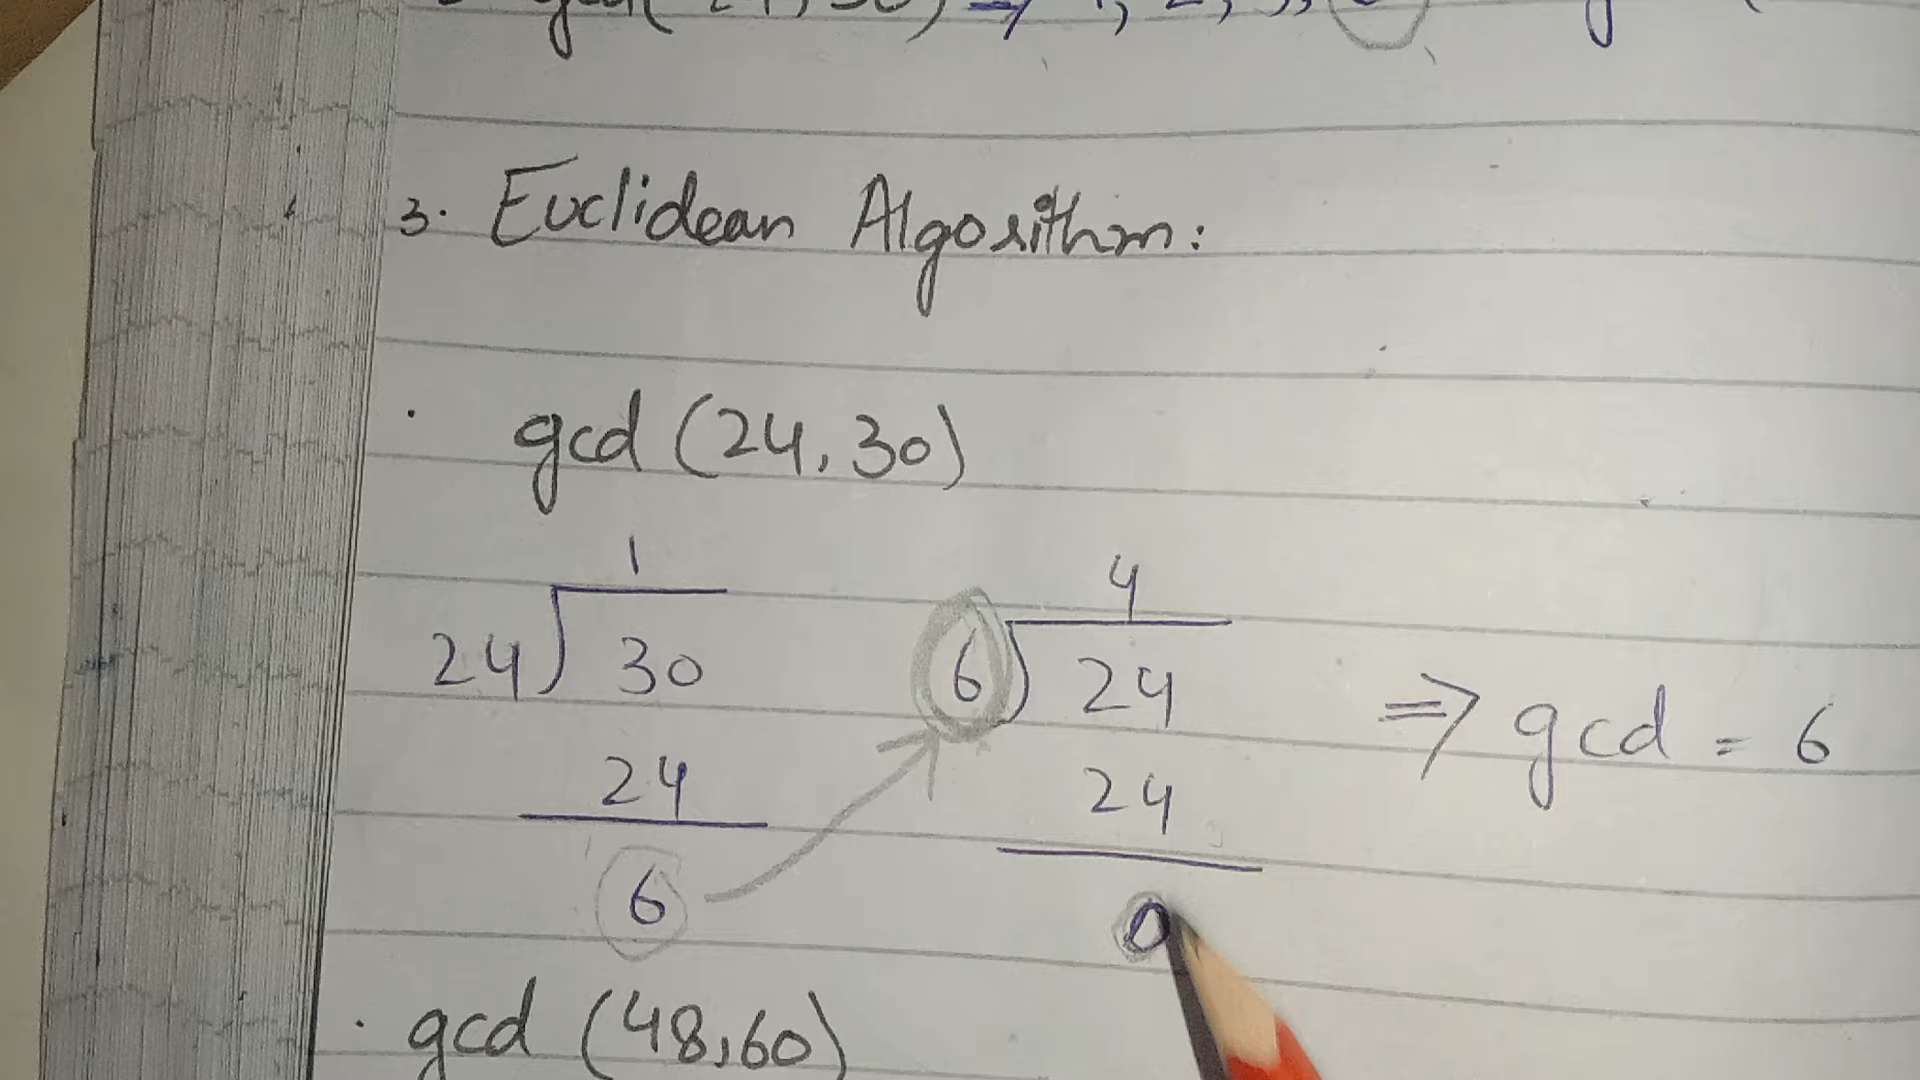 3. Euclidean Algorithm:
gcd (24, 30)
1
24) 30
24
6
4
6) 24
24
0
⇒ gcd = 6
gcd (48,60)